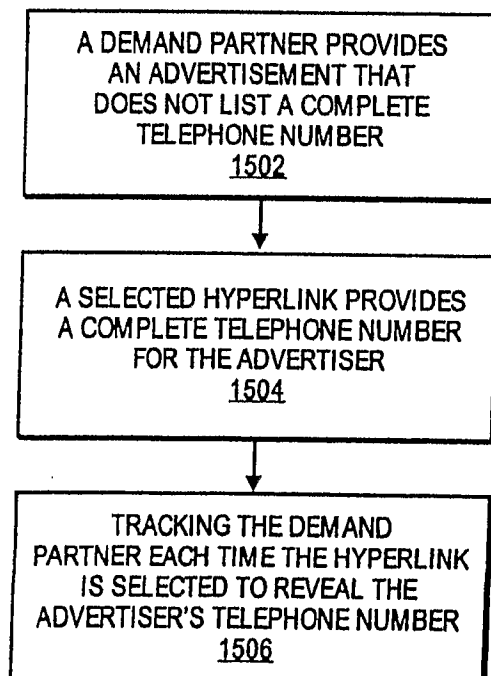 A DEMAND PARTNER PROVIDES
AN ADVERTISEMENT THAT
DOES NOT LIST A COMPLETE
TELEPHONE NUMBER
1502
A SELECTED HYPERLINK PROVIDES
A COMPLETE TELEPHONE NUMBER
FOR THE ADVERTISER
1504
TRACKING THE DEMAND
PARTNER EACH TIME THE HYPERLINK
IS SELECTED TO REVEAL THE
ADVERTISER'S TELEPHONE NUMBER
1506